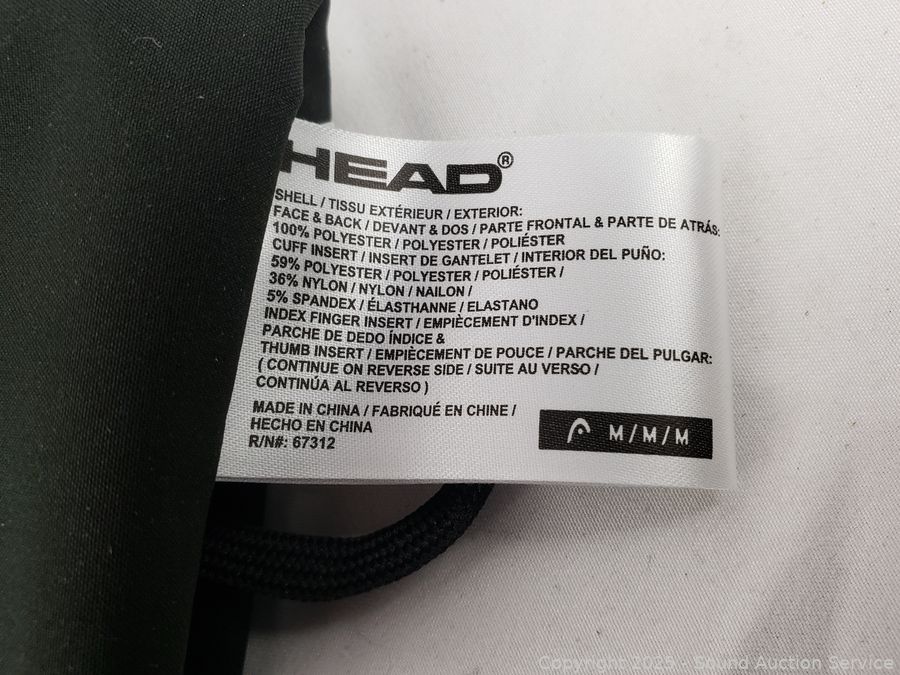 HEAD®
SHELL / TISSU EXTÉRIEUR / EXTERIOR:
FACE & BACK / DEVANT & DOS / PARTE FRONTAL & PARTE DE ATRÁS:
100% POLYESTER / POLYESTER / POLIÉSTER
CUFF INSERT / INSERT DE GANTELET / INTERIOR DEL PUÑO:
59% POLYESTER / POLYESTER / POLIÉSTER /
36% NYLON / NYLON / NAILON /
5% SPANDEX / ÉLASTHANNE / ELASTANO
INDEX FINGER INSERT / EMPIÈCEMENT D'INDEX /
PARCHE DE DEDO ÍNDICE &
THUMB INSERT / EMPIÈCEMENT DE POUCE / PARCHE DEL PULGAR:
( CONTINUE ON REVERSE SIDE / SUITE AU VERSO /
CONTINÚA AL REVERSO )
MADE IN CHINA / FABRIQUÉ EN CHINE /
HECHO EN CHINA
R/N#: 67312
M/M/M
Copyright 2025 - Sound Auction Service